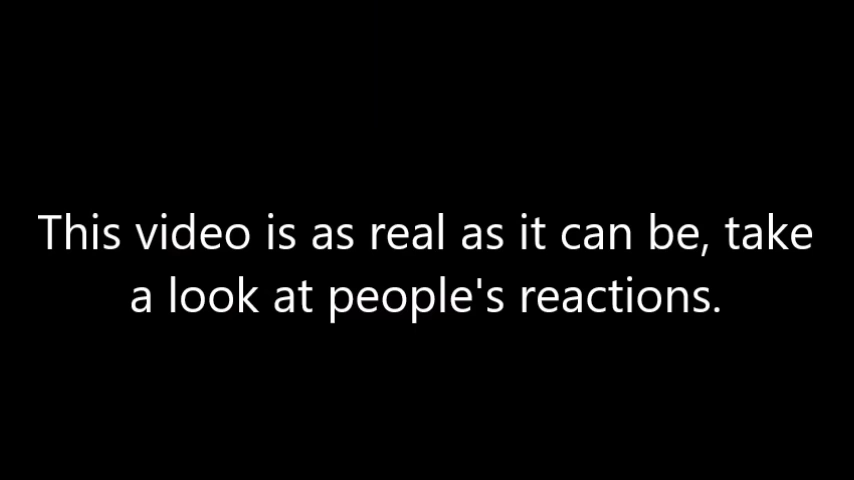 This video is as real as it can be, take
a look at people's reactions.